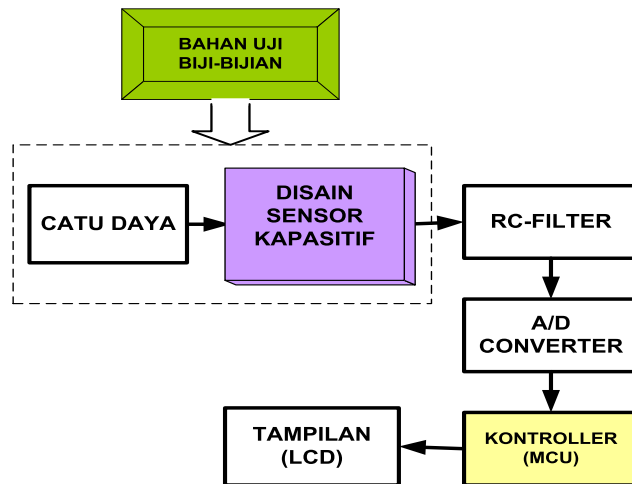 BAHAN UJI
BIJI-BIJIAN
CATU DAYA
DISAIN
SENSOR
KAPASITIF
RC-FILTER
A/D
CONVERTER
KONTROLLER
(MCU)
TAMPILAN
(LCD)